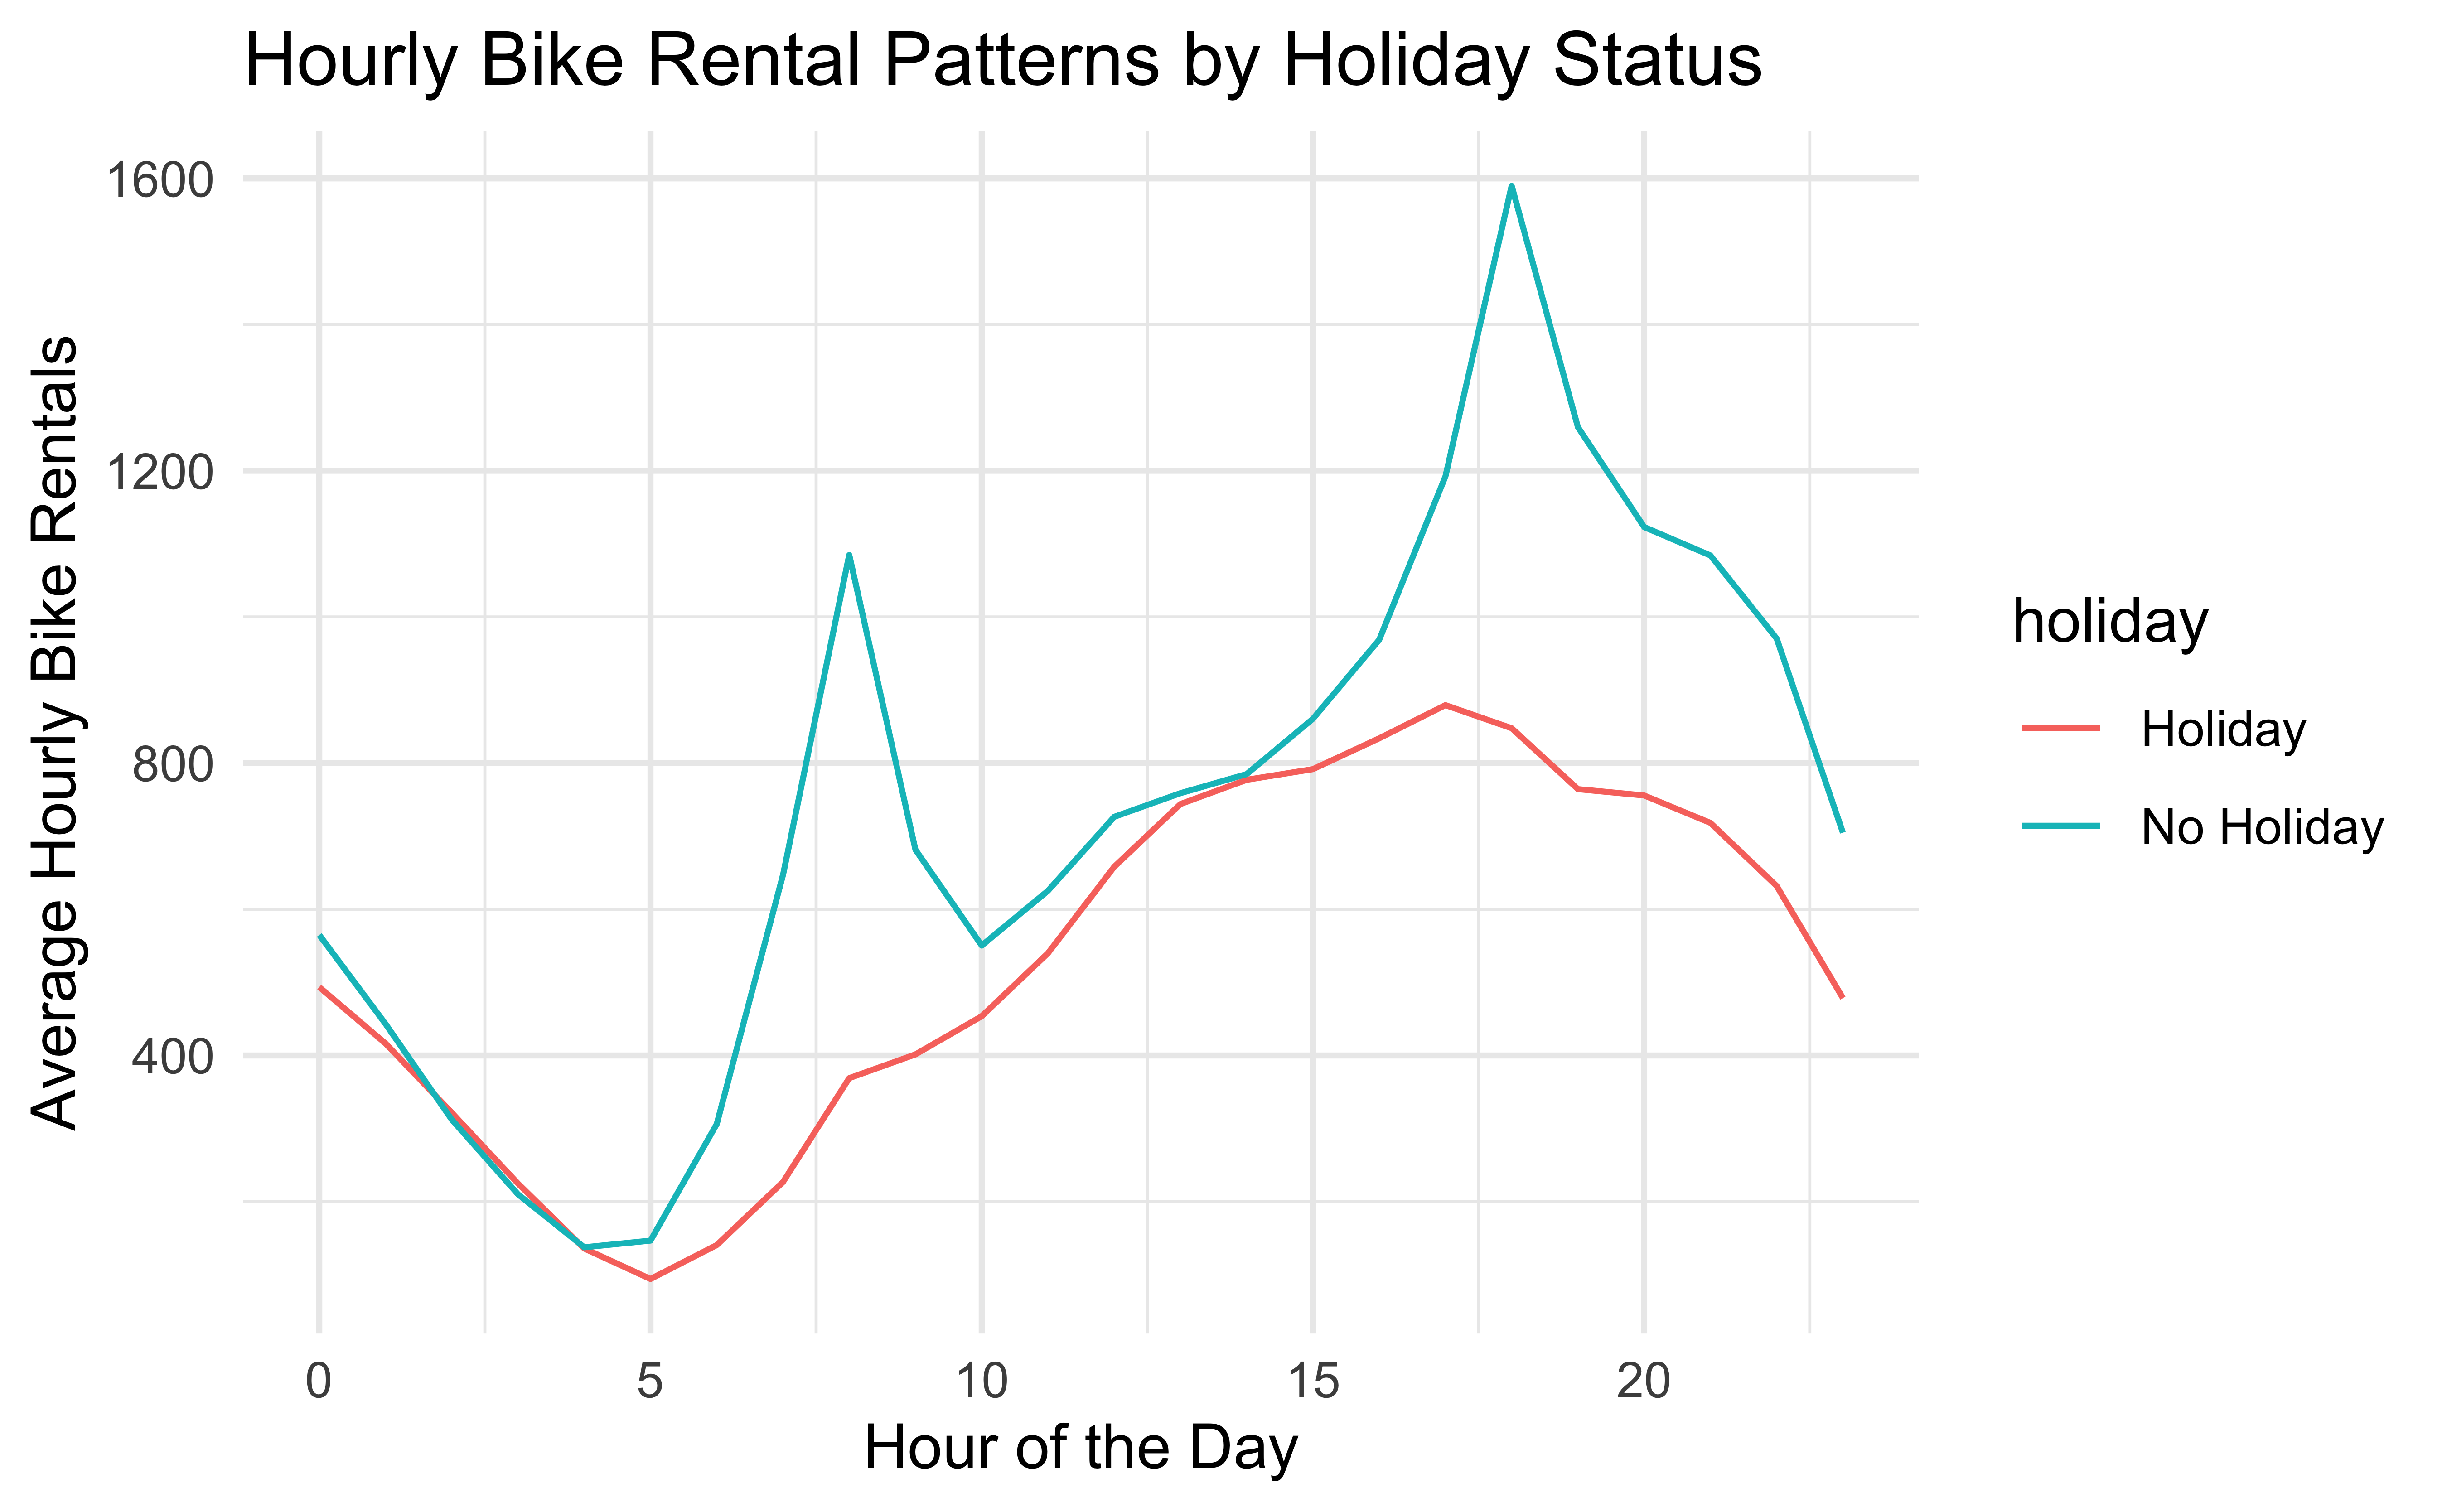 Hourly Bike Rental Patterns by Holiday Status
Average Hourly Bike Rentals
1600
1200
800
400
0 5 10 15 20
Hour of the Day
holiday
Holiday
No Holiday